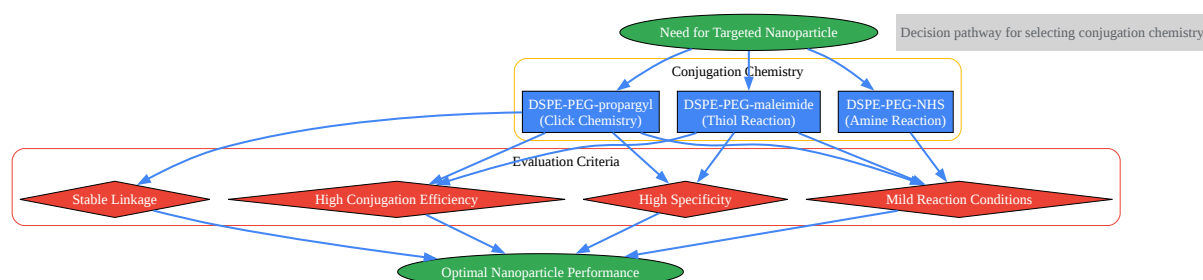 Need for Targeted Nanoparticle
Decision pathway for selecting conjugation chemistry
Conjugation Chemistry
DSPE-PEG-propargyl
(Click Chemistry)
DSPE-PEG-maleimide
(Thiol Reaction)
DSPE-PEG-NHS
(Amine Reaction)
Evaluation Criteria
Stable Linkage
High Conjugation Efficiency
High Specificity
Mild Reaction Conditions
Optimal Nanoparticle Performance